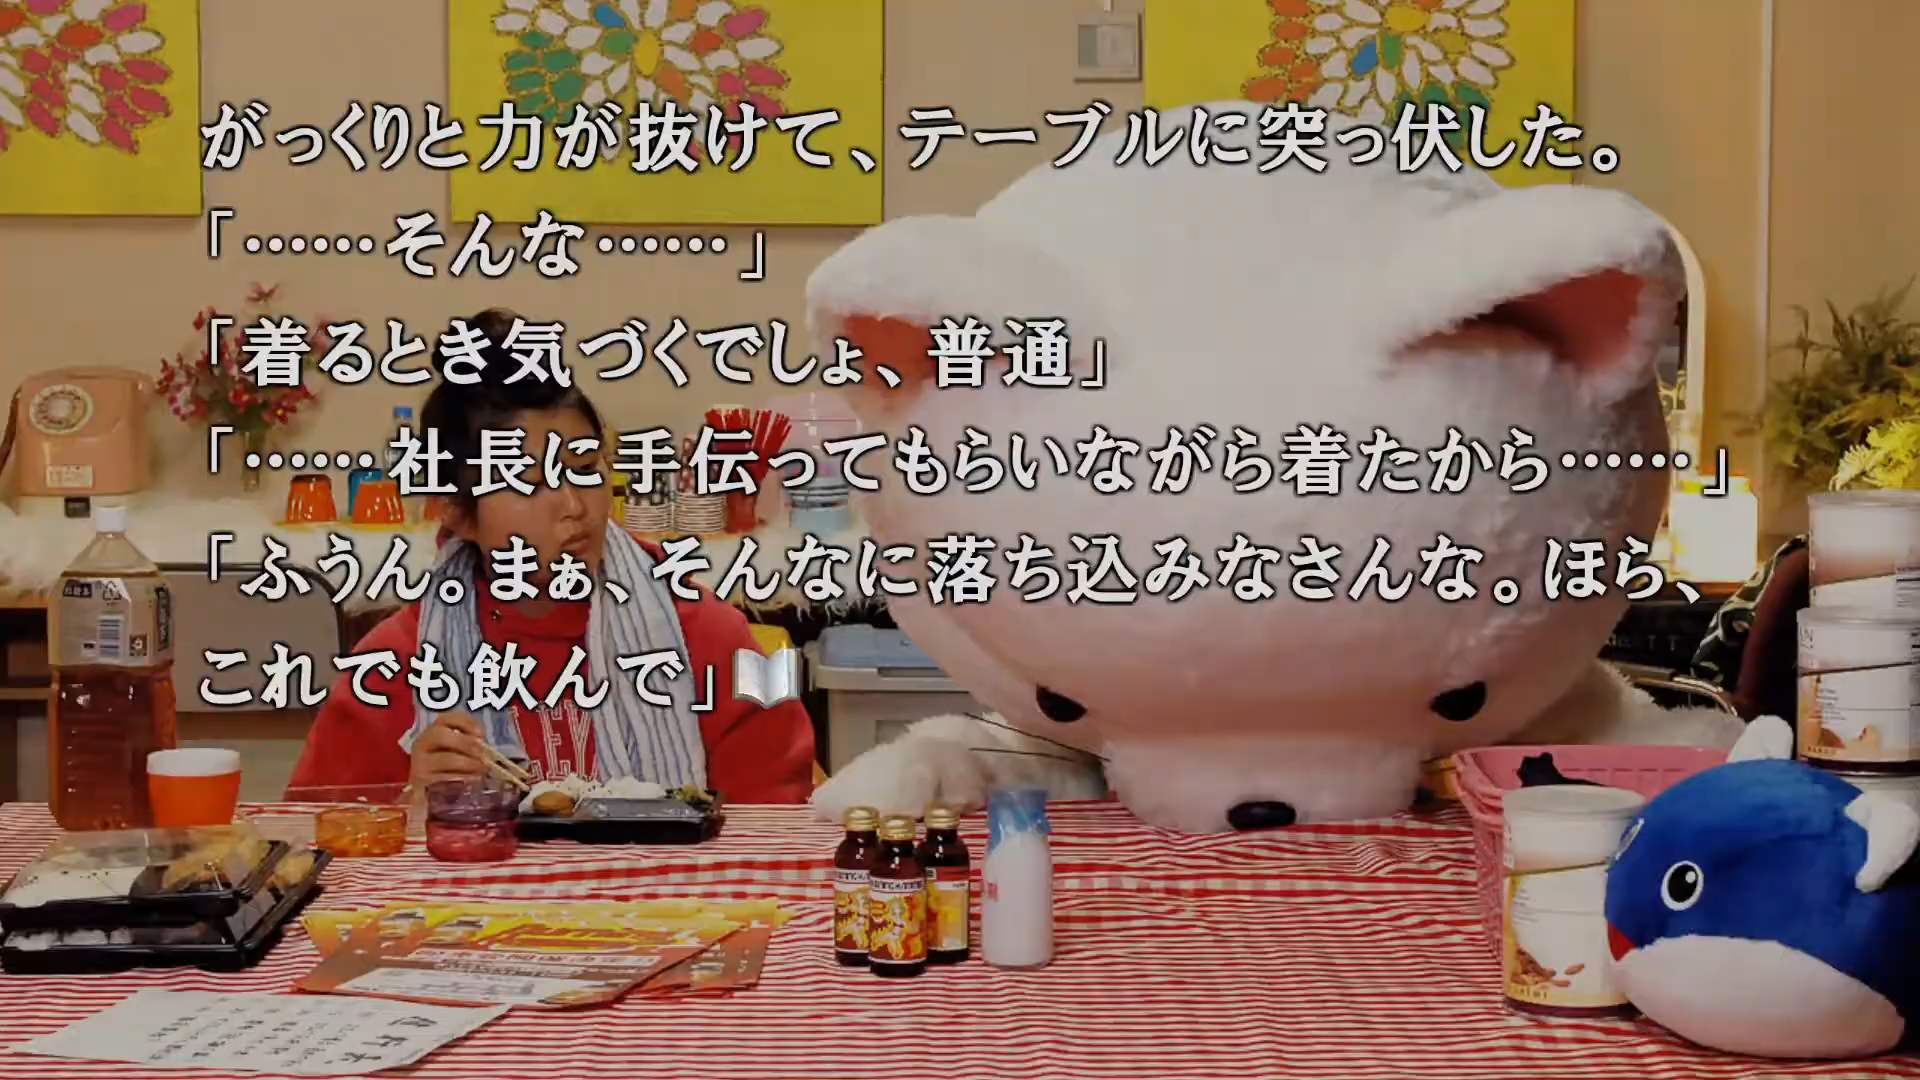 がっくりと力が抜けて、テーブルに突っ伏した。
「……そんな……」
「着るとき気づくでしょ、普通」
「……社長に手伝ってもらいながら着たから……」
「ふうん。まぁ、そんなに落ち込みなさんな。ほら、
これでも飲んで」